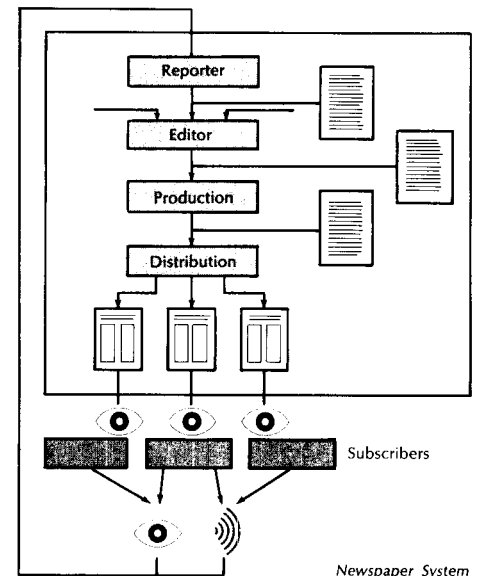 Reporter
Editor
Production
Distribution
Subscribers
Newspaper System